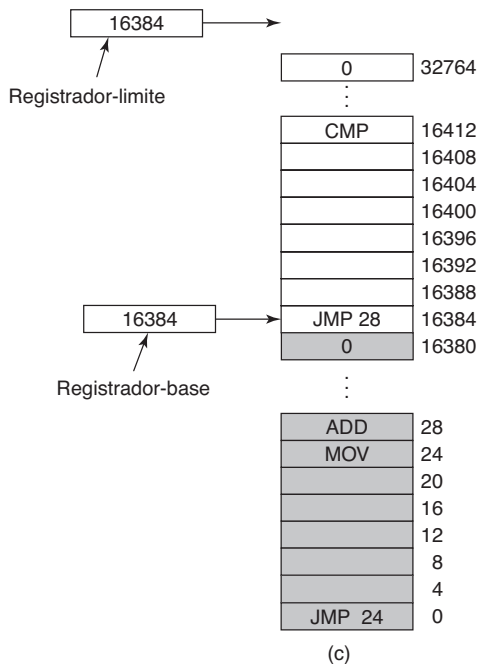 16384
Registrador-limite
0 32764
CMP 16412
16408
16404
16400
16396
16392
16388
16384
JMP 28 16384
Registrador-base
0 16380
ADD 28
MOV 24
20
16
12
8
4
JMP 24 0
(c)